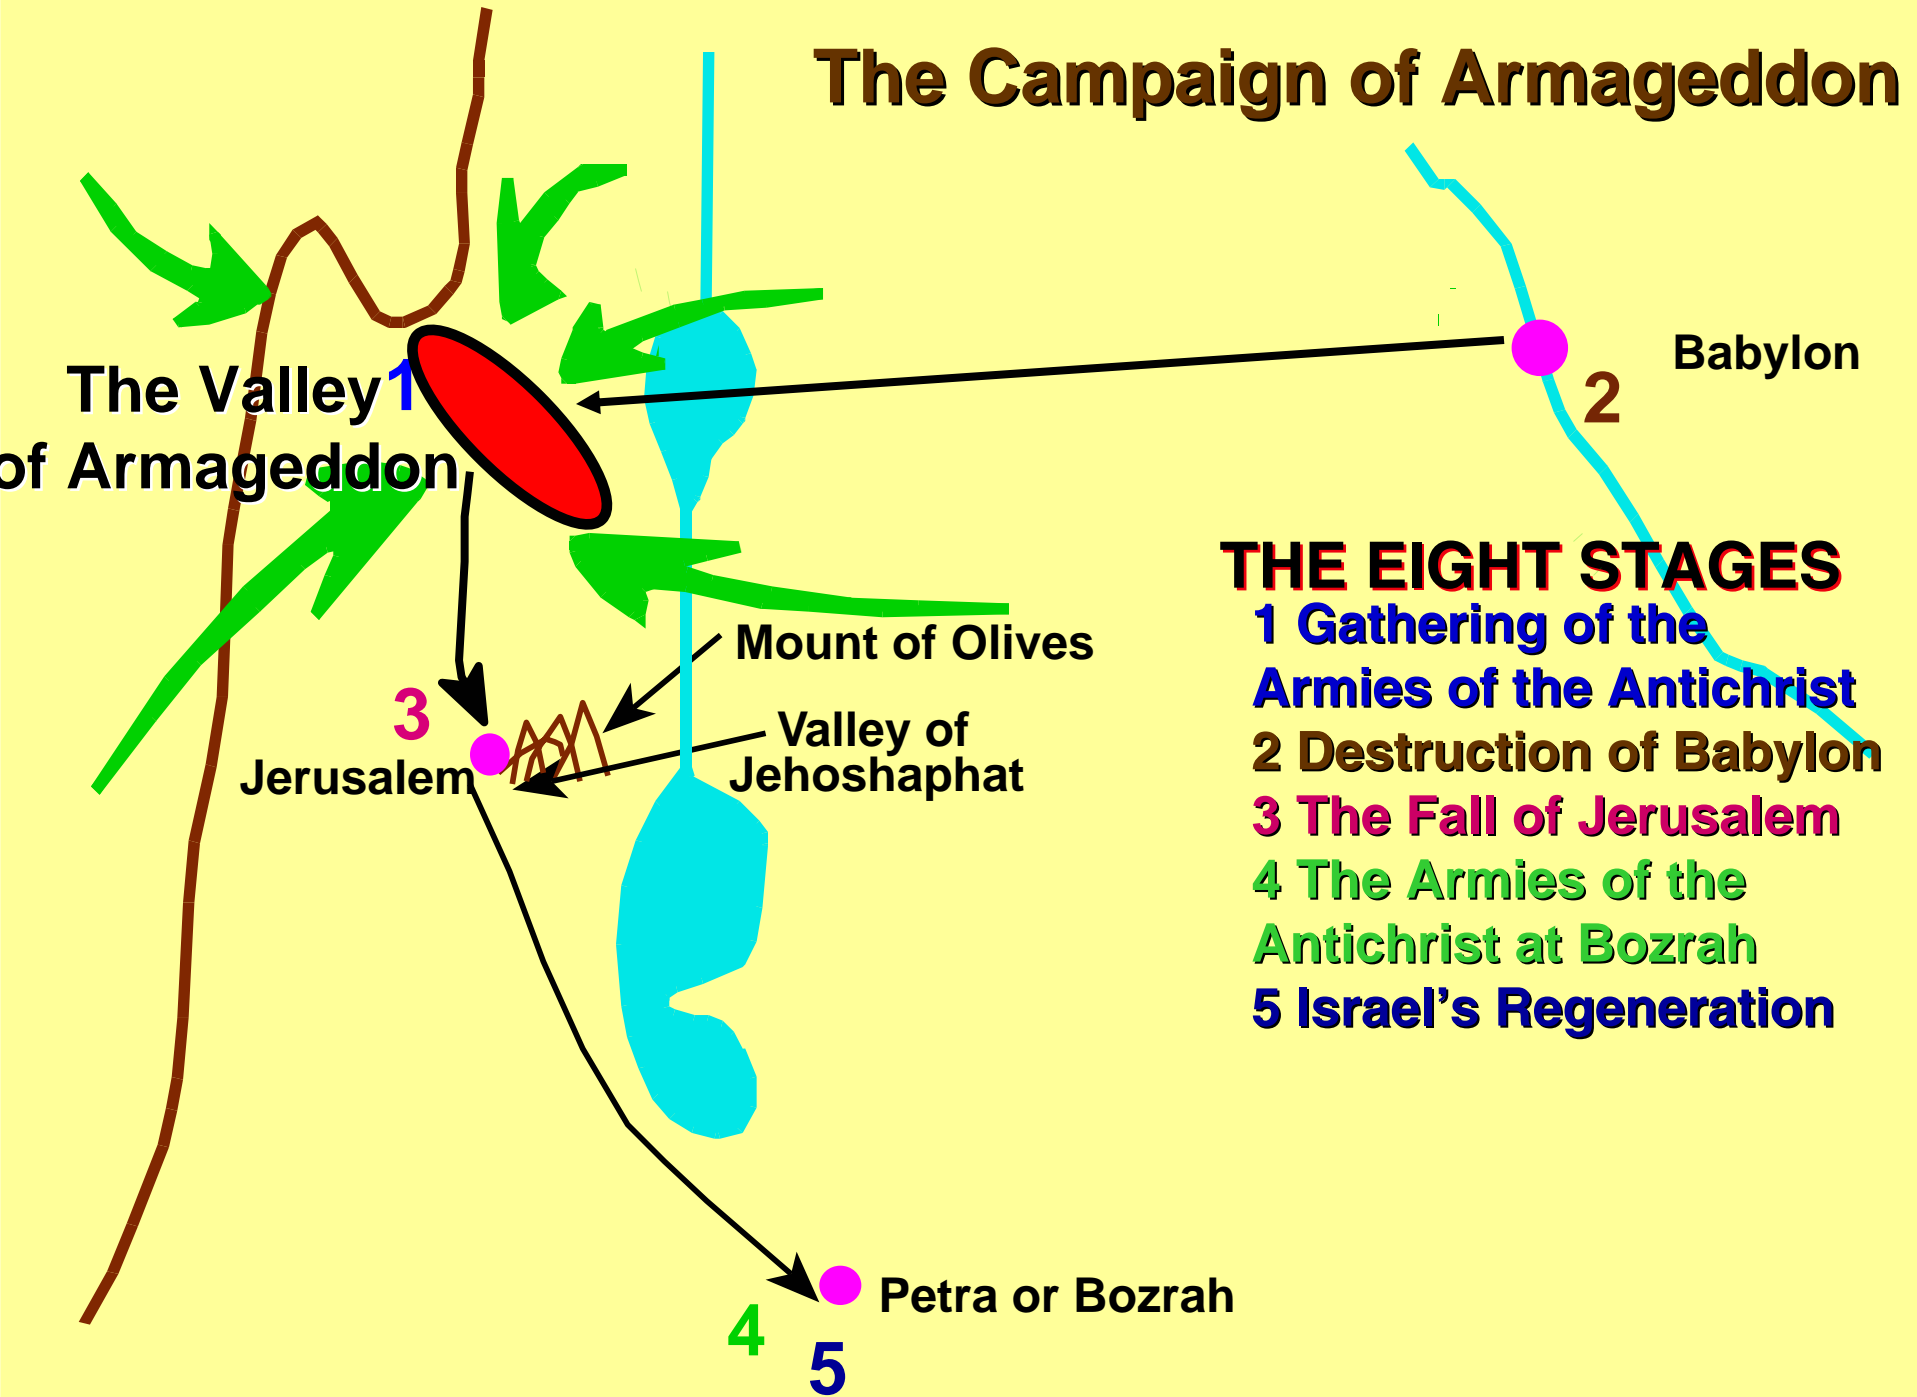 The Campaign of Armageddon
Babylon
2
The Valley
1
of Armageddon
THE EIGHT STAGES
1 Gathering of the
Armies of the Antichrist
2 Destruction of Babylon
3 The Fall of Jerusalem
4 The Armies of the
Antichrist at Bozrah
5 Israel’s Regeneration
Mount of Olives
3
Valley of
Jehoshaphat
Jerusalem
Petra or Bozrah
4
5